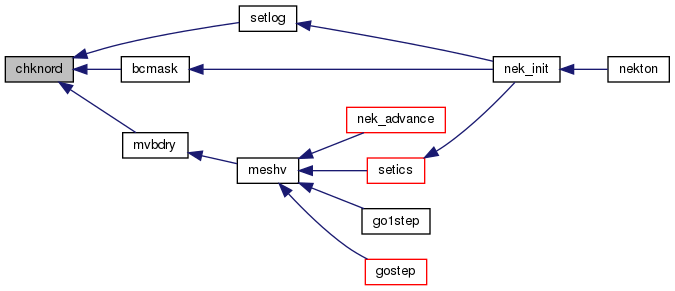 setlog
chknord
bcmask
nek_init
nekton
nek_advance
mvbdry
meshv
setics
go1step
gostep